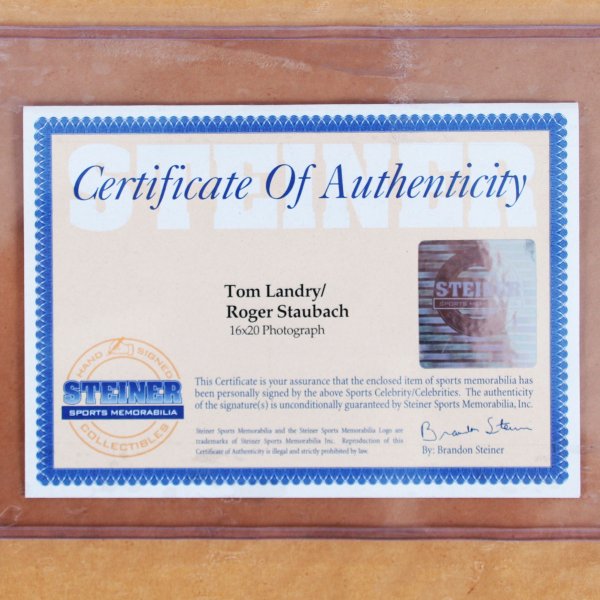 STEINER
Certificate Of Authenticity
Tom Landry/
Roger Staubach
16x20 Photograph
STEINER
SPORTS MEMORABILIA
HAND SIGNED
STEINER
SPORTS MEMORABILIA
COLLECTIBLES
This Certificate is your assurance that the enclosed item of sports memorabilia has
been personally signed by the above Sports Celebrity/Celebrities. The authenticity
of the signature(s) is unconditionally guaranteed by Steiner Sports Memorabilia, Inc.
Steiner Sports Memorabilia and the Steiner Sports Memorabilia Logo are
trademarks of Steiner Sports Memorabilia Inc. Reproduction of this
Certificate of Authenticity is illegal and strictly prohibited by law.
Brandon Steiner
By: Brandon Steiner